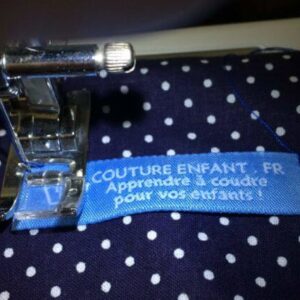 COUTURE ENFANT . FR
Apprendre à coudre
pour vos enfants !